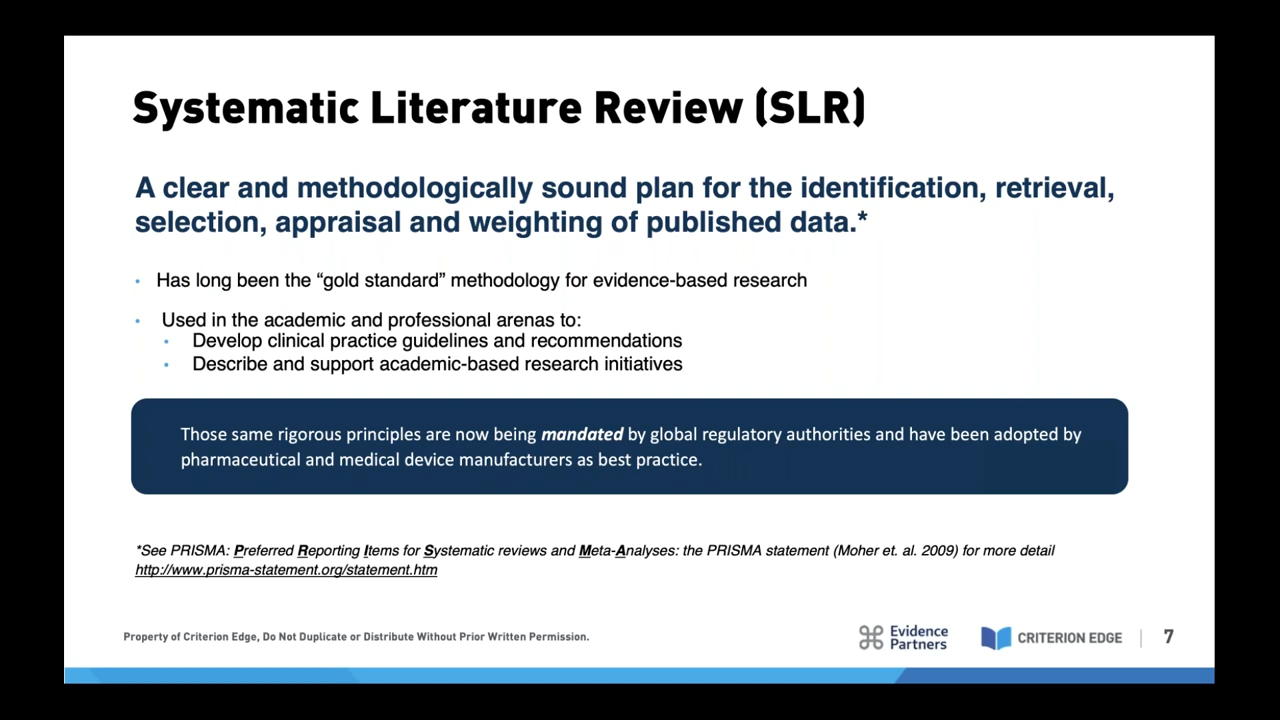 Systematic Literature Review (SLR)
A clear and methodologically sound plan for the identification, retrieval,
selection, appraisal and weighting of published data.*
• Has long been the “gold standard” methodology for evidence-based research
• Used in the academic and professional arenas to:
• Develop clinical practice guidelines and recommendations
• Describe and support academic-based research initiatives
Those same rigorous principles are now being mandated by global regulatory authorities and have been adopted by
pharmaceutical and medical device manufacturers as best practice.
*See PRISMA: Preferred Reporting Items for Systematic reviews and Meta-Analyses: the PRISMA statement (Moher et. al. 2009) for more detail
http://www.prisma-statement.org/statement.htm
Property of Criterion Edge, Do Not Duplicate or Distribute Without Prior Written Permission.
Evidence
Partners
CRITERION EDGE | 7